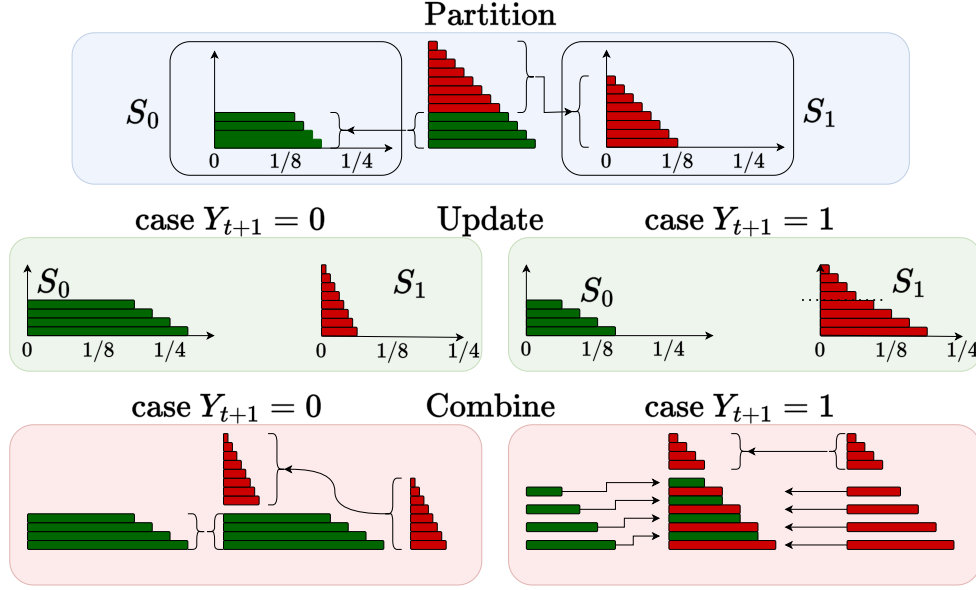 Partition
S_0
0 1/8 1/4
0 1/8 1/4
S_1
case Y_{t+1} = 0 Update case Y_{t+1} = 1
S_0 S_1
S_0 S_1
0 1/8 1/4
0 1/8 1/4
0 1/8 1/4
0 1/8 1/4
case Y_{t+1} = 0 Combine case Y_{t+1} = 1